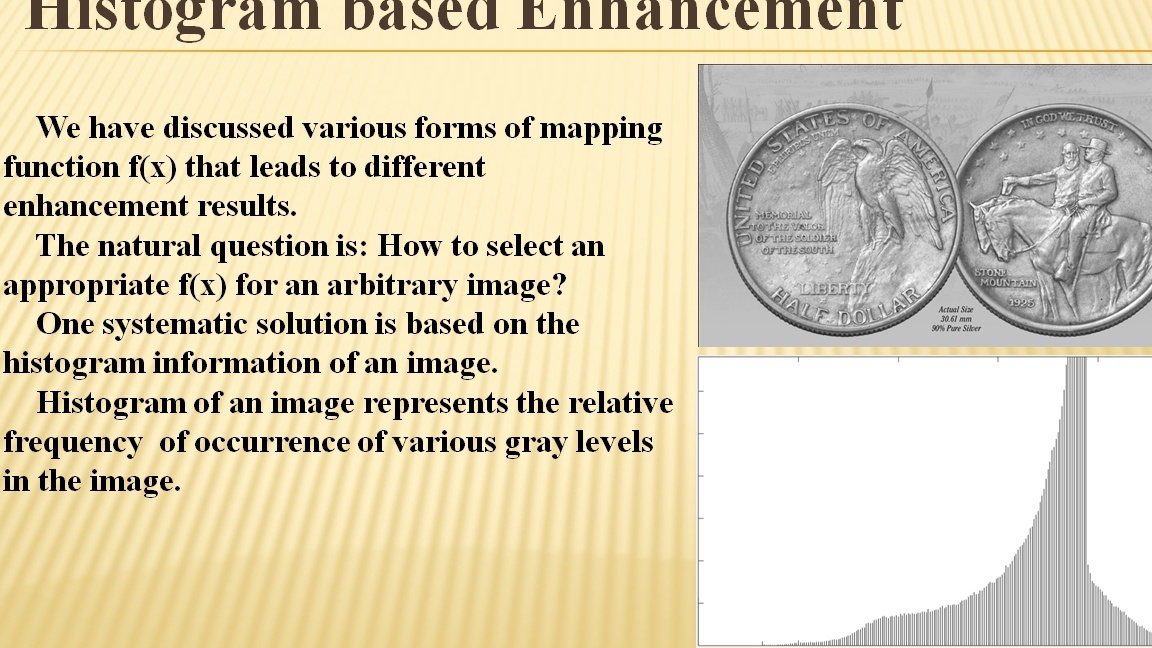 Histogram based Enhancement
We have discussed various forms of mapping
function f(x) that leads to different
enhancement results.
The natural question is: How to select an
appropriate f(x) for an arbitrary image?
One systematic solution is based on the
histogram information of an image.
Histogram of an image represents the relative
frequency of occurrence of various gray levels
in the image.
UNITED STATES OF AMERICA
E PLURIBUS UNUM
MEMORIAL
TO THE VALOR
OF THE SOLDIER
OF THE SOUTH
LIBERTY
HALF DOLLAR
IN GOD WE TRUST
STONE
MOUNTAIN
1925
Actual Size
30.61 mm
90% Pure Silver